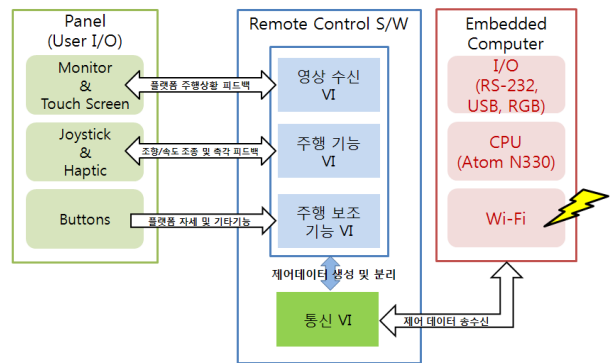 Panel
(User I/O)
Monitor
&
Touch Screen
Joystick
&
Haptic
Buttons
플랫폼 주행상황 피드백
조향/속도 조종 및 촉각 피드백
플랫폼 자세 및 기타기능
Remote Control S/W
영상 수신
VI
주행 기능
VI
주행 보조
기능 VI
제어데이터 생성 및 분리
통신 VI
제어 데이터 송수신
Embedded
Computer
I/O
(RS-232,
USB, RGB)
CPU
(Atom N330)
Wi-Fi